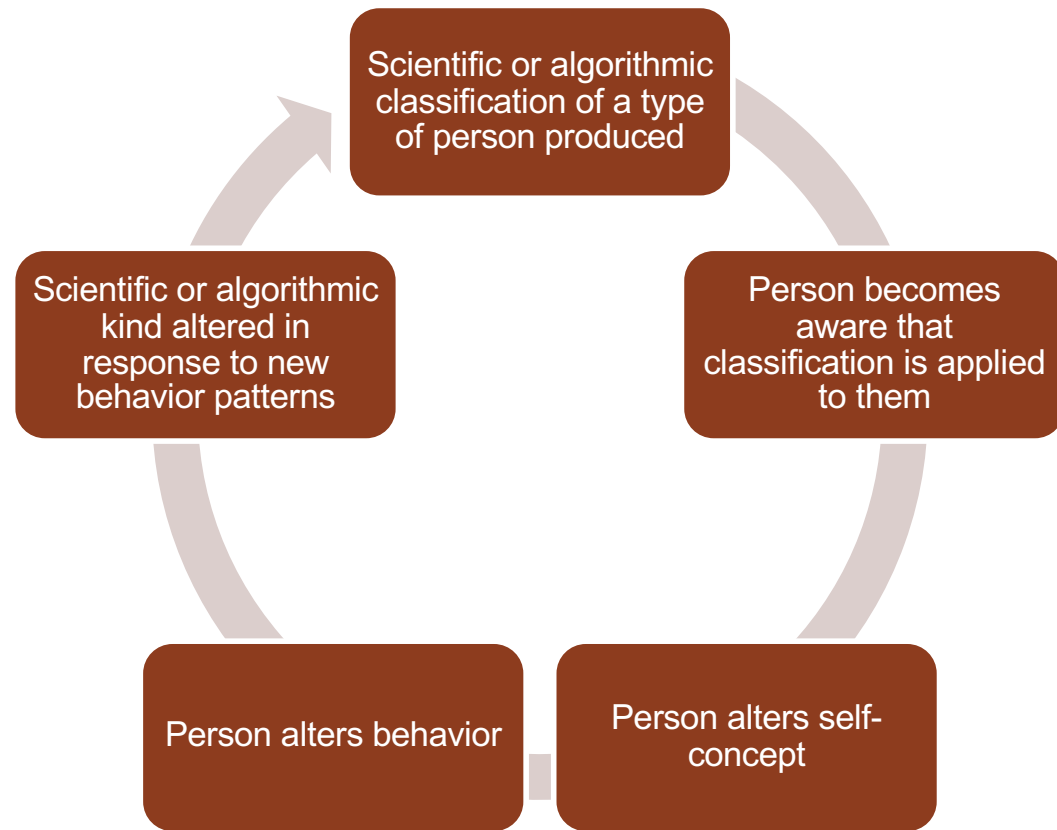 Scientific or algorithmic
classification of a type
of person produced
Person becomes
aware that
classification is applied
to them
Person alters self-
concept
Person alters behavior
Scientific or algorithmic
kind altered in
response to new
behavior patterns